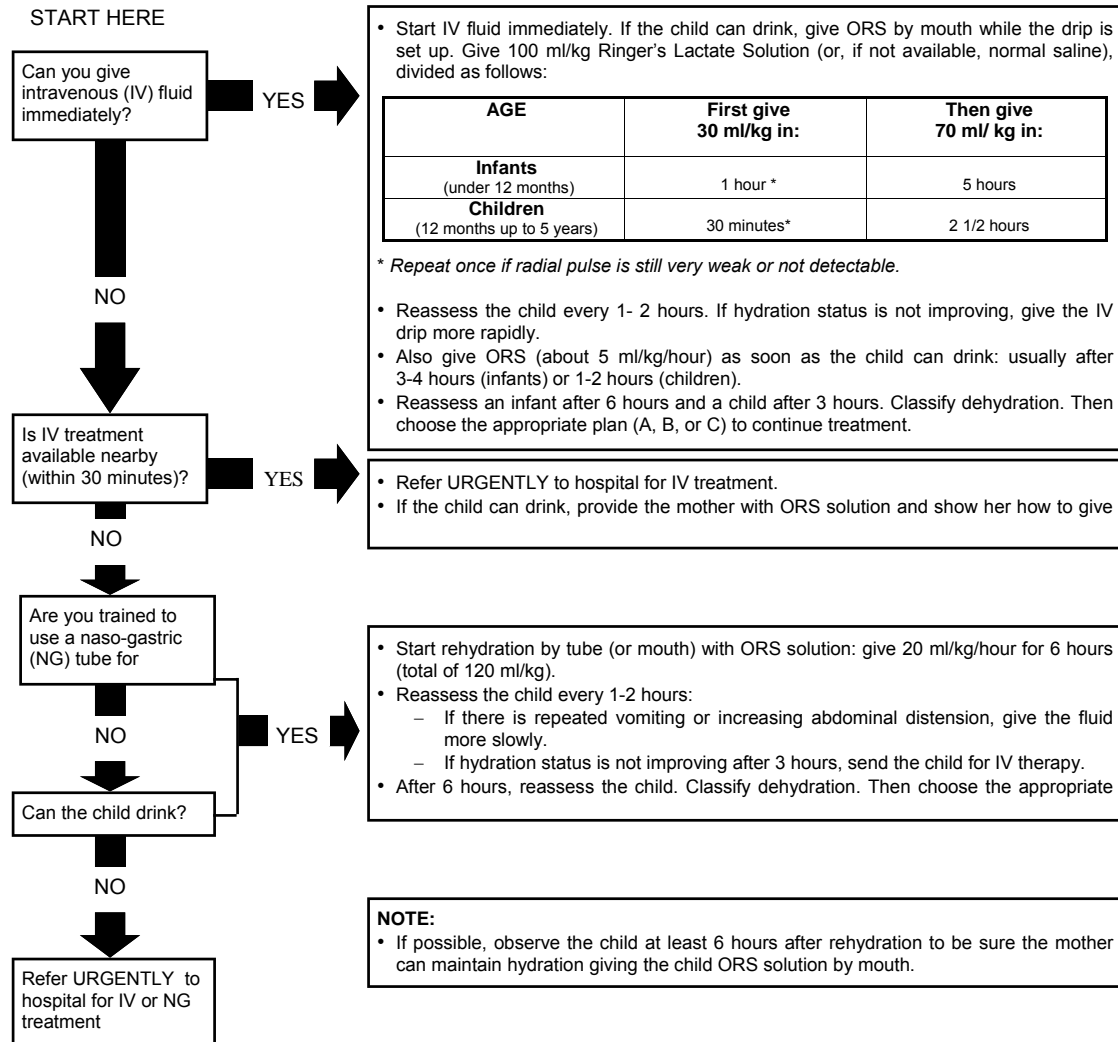 START HERE
Can you give
intravenous (IV) fluid
immediately?
YES
• Start IV fluid immediately. If the child can drink, give ORS by mouth while the drip is
set up. Give 100 ml/kg Ringer’s Lactate Solution (or, if not available, normal saline),
divided as follows:
AGE
First give
30 ml/kg in:
Then give
70 ml/ kg in:
Infants
(under 12 months)
1 hour *
5 hours
Children
(12 months up to 5 years)
30 minutes*
2 1/2 hours
* Repeat once if radial pulse is still very weak or not detectable.
• Reassess the child every 1- 2 hours. If hydration status is not improving, give the IV
drip more rapidly.
• Also give ORS (about 5 ml/kg/hour) as soon as the child can drink: usually after
3-4 hours (infants) or 1-2 hours (children).
• Reassess an infant after 6 hours and a child after 3 hours. Classify dehydration. Then
choose the appropriate plan (A, B, or C) to continue treatment.
NO
Is IV treatment
available nearby
(within 30 minutes)?
YES
• Refer URGENTLY to hospital for IV treatment.
• If the child can drink, provide the mother with ORS solution and show her how to give
NO
Are you trained to
use a naso-gastric
(NG) tube for
NO
Can the child drink?
YES
• Start rehydration by tube (or mouth) with ORS solution: give 20 ml/kg/hour for 6 hours
(total of 120 ml/kg).
• Reassess the child every 1-2 hours:
– If there is repeated vomiting or increasing abdominal distension, give the fluid
more slowly.
– If hydration status is not improving after 3 hours, send the child for IV therapy.
• After 6 hours, reassess the child. Classify dehydration. Then choose the appropriate
NO
Refer URGENTLY to
hospital for IV or NG
treatment
NOTE:
• If possible, observe the child at least 6 hours after rehydration to be sure the mother
can maintain hydration giving the child ORS solution by mouth.